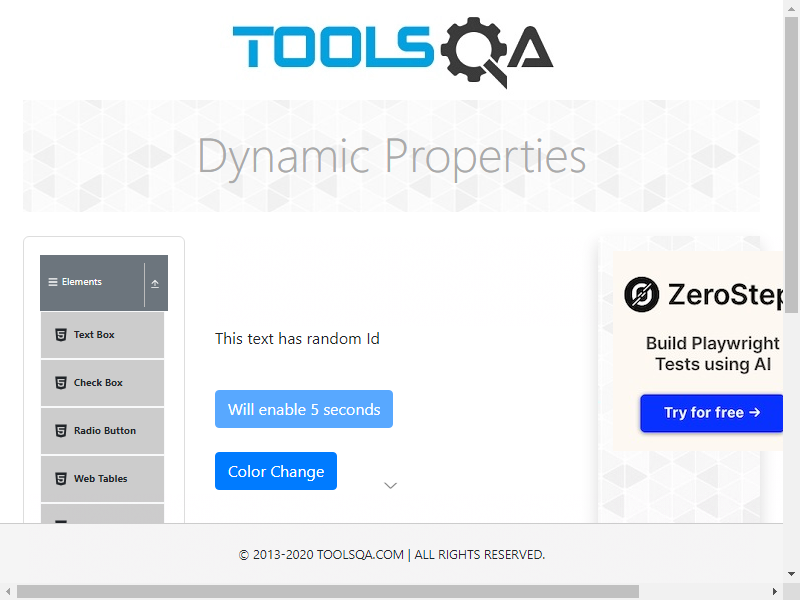 TOOLSQA
Dynamic Properties
Elements
Text Box
Check Box
Radio Button
Web Tables
This text has random Id
Will enable 5 seconds
Color Change
ZeroStep
Build Playwright
Tests using AI
Try for free →
© 2013-2020 TOOLSQA.COM | ALL RIGHTS RESERVED.